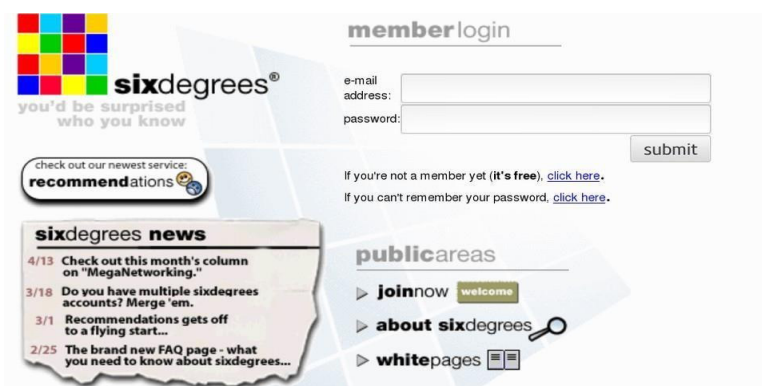 sixdegrees®
you'd be surprised
who you know
check out our newest service:
recommendations
sixdegrees news
4/13 Check out this month's column
on "MegaNetworking."
3/18 Do you have multiple sixdegrees
accounts? Merge 'em.
3/1 Recommendations gets off
to a flying start...
2/25 The brand new FAQ page - what
you need to know about sixdegrees...
memberlogin
e-mail
address:
password:
submit
If you're not a member yet (it's free), click here.
If you can't remember your password, click here.
publicareas
joinnow welcome
about sixdegrees
whitepages